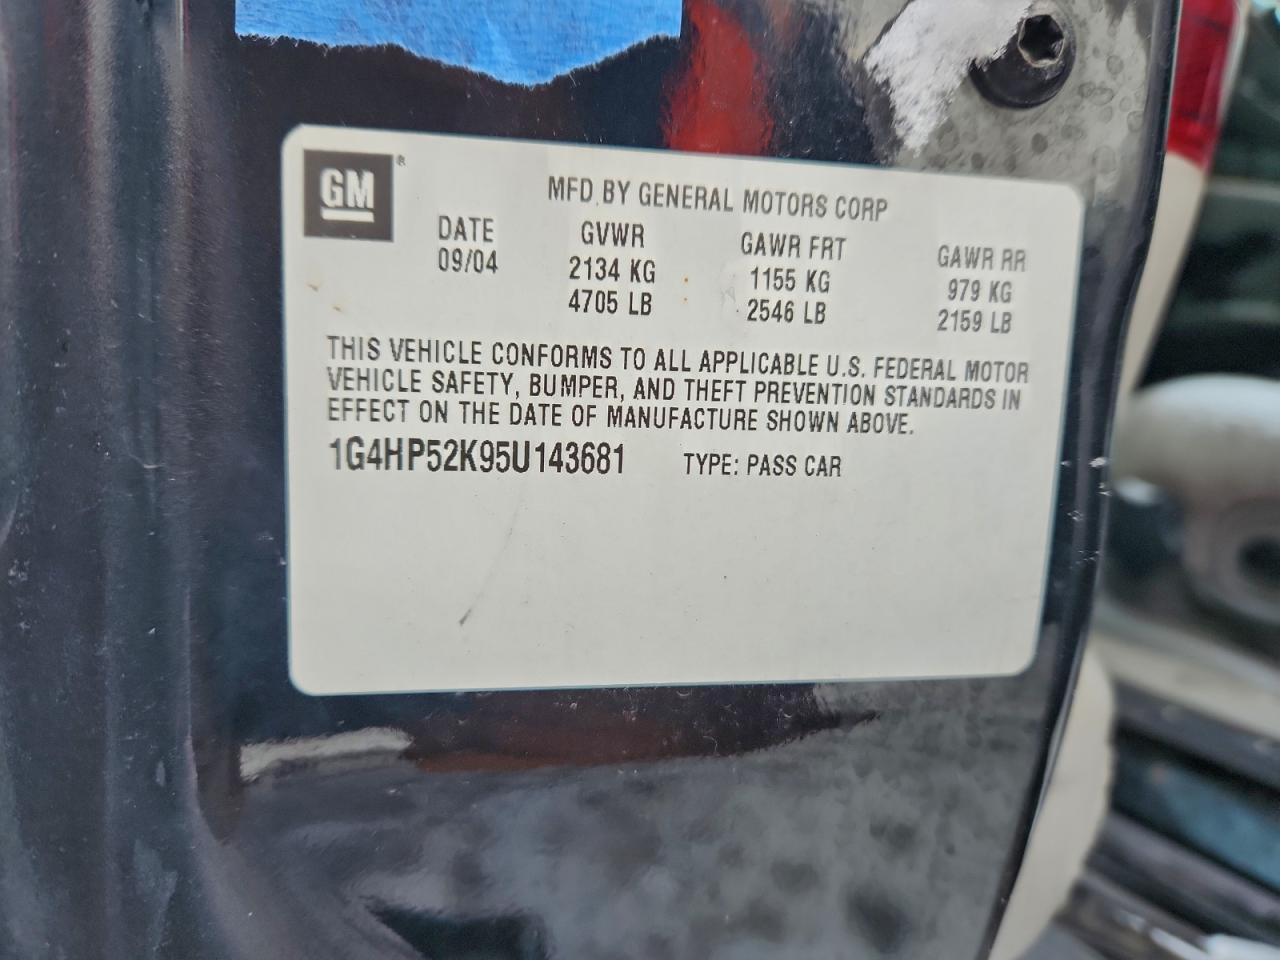 GM ®
MFD. BY GENERAL MOTORS CORP
DATE GVWR GAWR FRT GAWR RR
09/04 2134 KG 1155 KG 979 KG
4705 LB 2546 LB 2159 LB
THIS VEHICLE CONFORMS TO ALL APPLICABLE U.S. FEDERAL MOTOR
VEHICLE SAFETY, BUMPER, AND THEFT PREVENTION STANDARDS IN
EFFECT ON THE DATE OF MANUFACTURE SHOWN ABOVE.
1G4HP52K95U143681 TYPE: PASS CAR